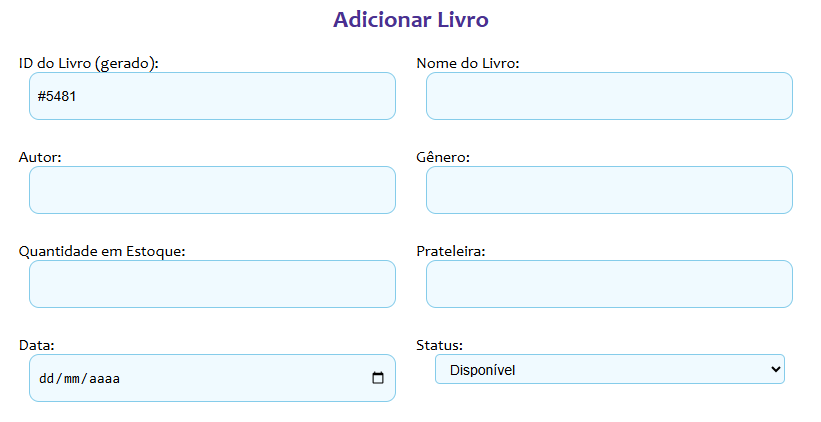 Adicionar Livro
ID do Livro (gerado):
Nome do Livro:
#5481
Autor:
Gênero:
Quantidade em Estoque:
Prateleira:
Data:
Status:
dd/mm/aaaa
Disponível